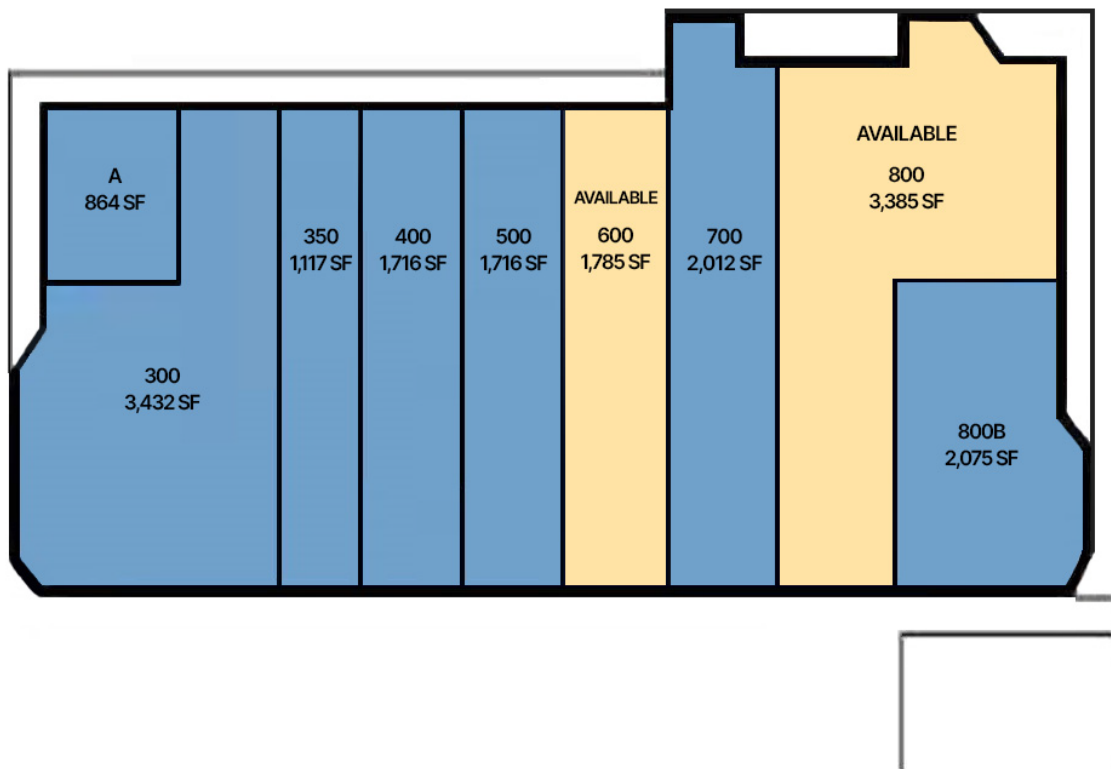 A
864 SF
300
3,432 SF
350
1,117 SF
400
1,716 SF
500
1,716 SF
AVAILABLE
600
1,785 SF
700
2,012 SF
AVAILABLE
800
3,385 SF
800B
2,075 SF